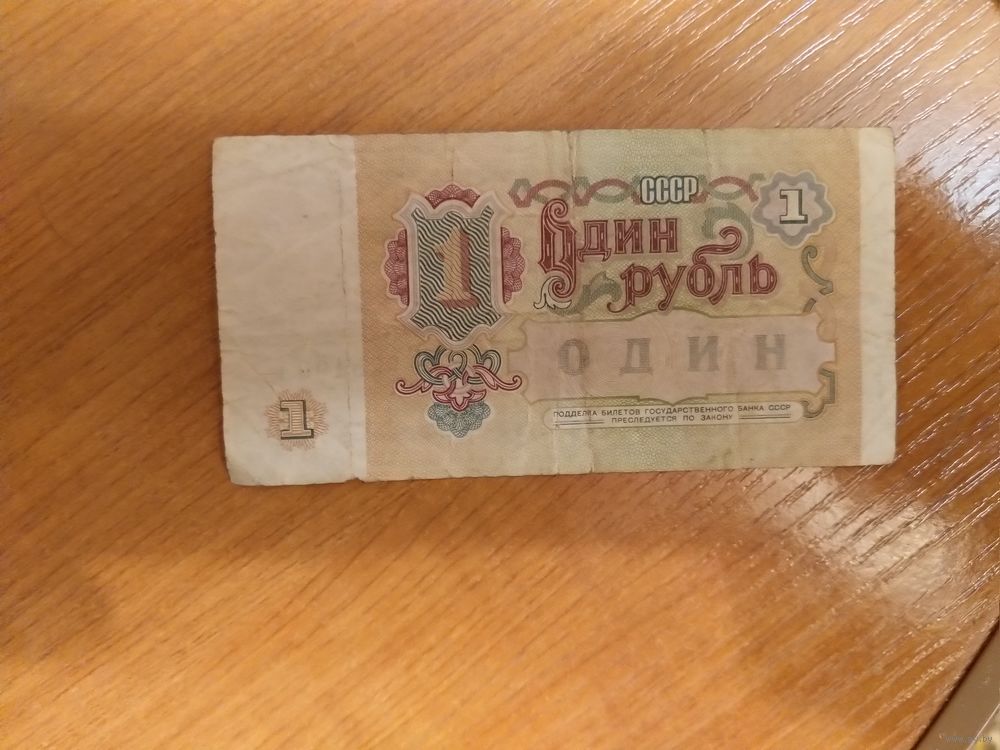 СССР
1
1
Один
рубль
ОДИН
ПОДДЕЛКА БИЛЕТОВ ГОСУДАРСТВЕННОГО БАНКА СССР
ПРЕСЛЕДУЕТСЯ ПО ЗАКОНУ
1